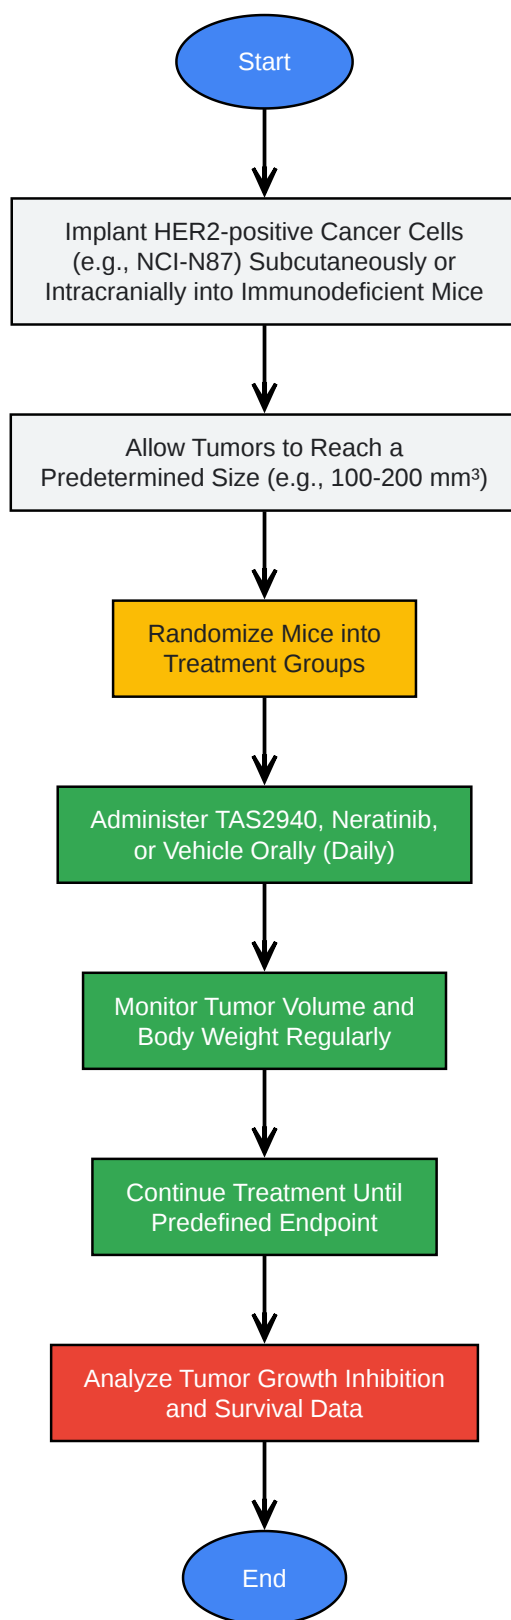 Start
Implant HER2-positive Cancer Cells
(e.g., NCI-N87) Subcutaneously or
Intracranially into Immunodeficient Mice
Allow Tumors to Reach a
Predetermined Size (e.g., 100-200 mm³)
Randomize Mice into
Treatment Groups
Administer TAS2940, Neratinib,
or Vehicle Orally (Daily)
Monitor Tumor Volume and
Body Weight Regularly
Continue Treatment Until
Predefined Endpoint
Analyze Tumor Growth Inhibition
and Survival Data
End